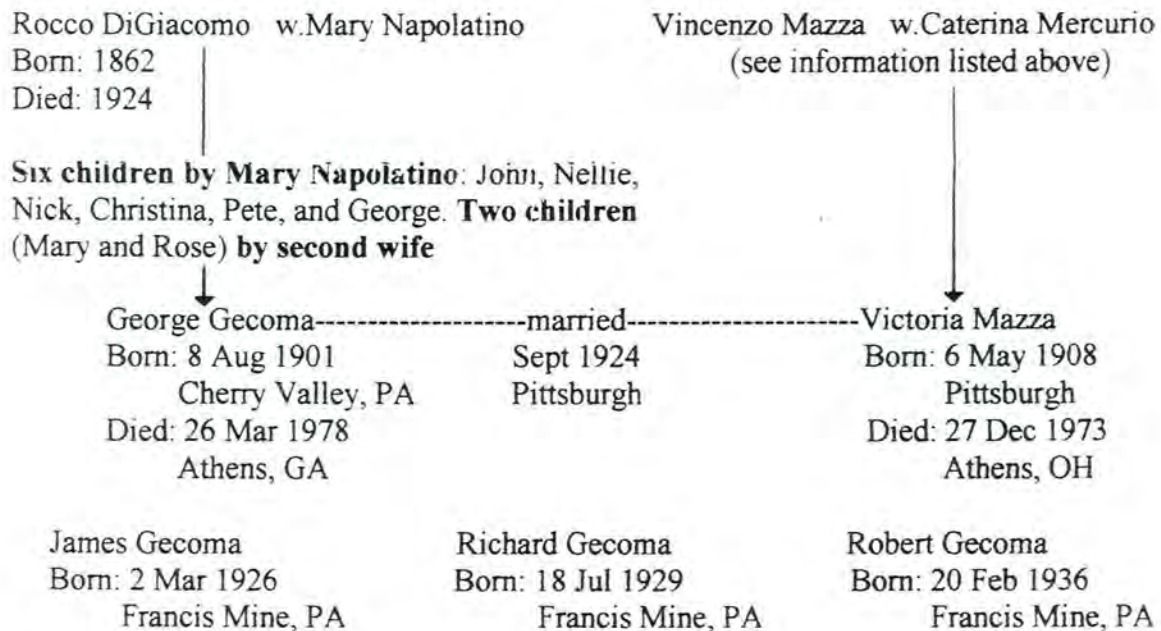 Rocco DiGiacomo w.Mary Napolatino
Born: 1862
Died: 1924
Vincenzo Mazza w.Caterina Mercurio
(see information listed above)
Six children by Mary Napolatino: John, Nellie,
Nick, Christina, Pete, and George. Two children
(Mary and Rose) by second wife
George Gecoma---------------------married----------------------Victoria Mazza
Born: 8 Aug 1901
Cherry Valley, PA
Died: 26 Mar 1978
Athens, GA
Sept 1924
Pittsburgh
Born: 6 May 1908
Pittsburgh
Died: 27 Dec 1973
Athens, OH
James Gecoma
Born: 2 Mar 1926
Francis Mine, PA
Richard Gecoma
Born: 18 Jul 1929
Francis Mine, PA
Robert Gecoma
Born: 20 Feb 1936
Francis Mine, PA